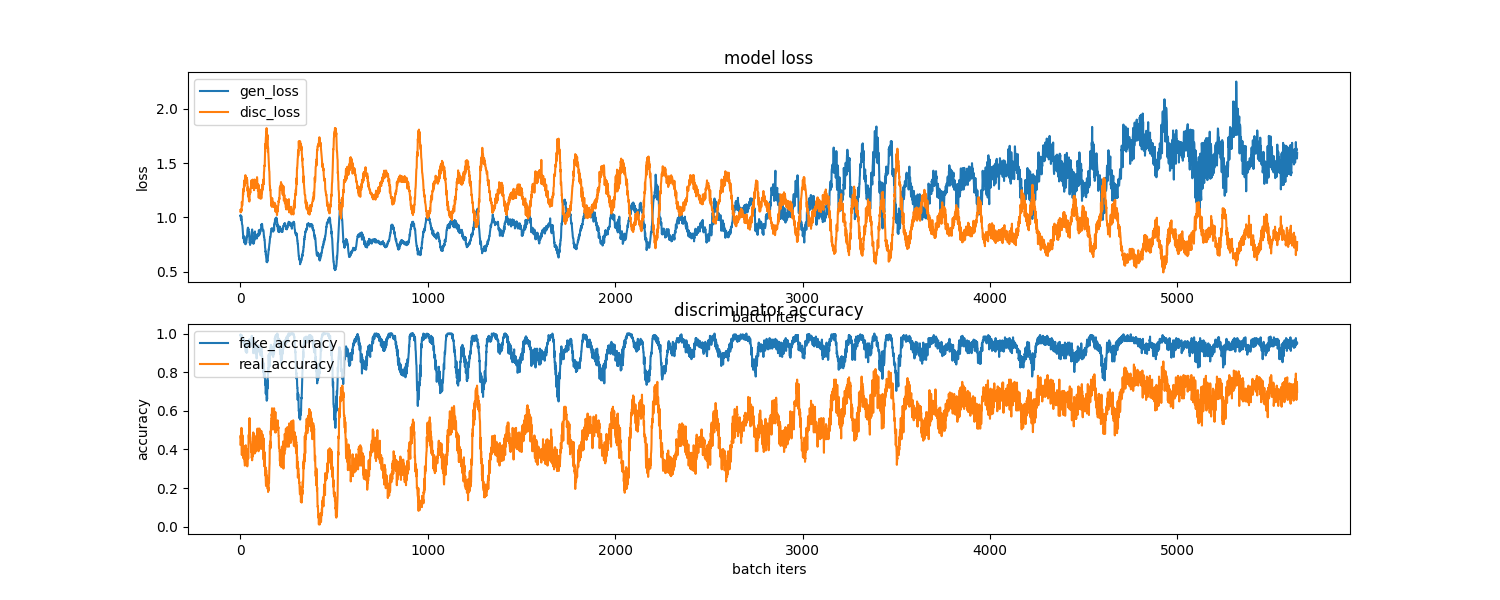 model loss
gen_loss
disc_loss
loss
2.0
1.5
1.0
0.5
0 1000 2000 3000 4000 5000
batch iters
discriminator accuracy
fake_accuracy
real_accuracy
accuracy
1.0
0.8
0.6
0.4
0.2
0.0
0 1000 2000 3000 4000 5000
batch iters